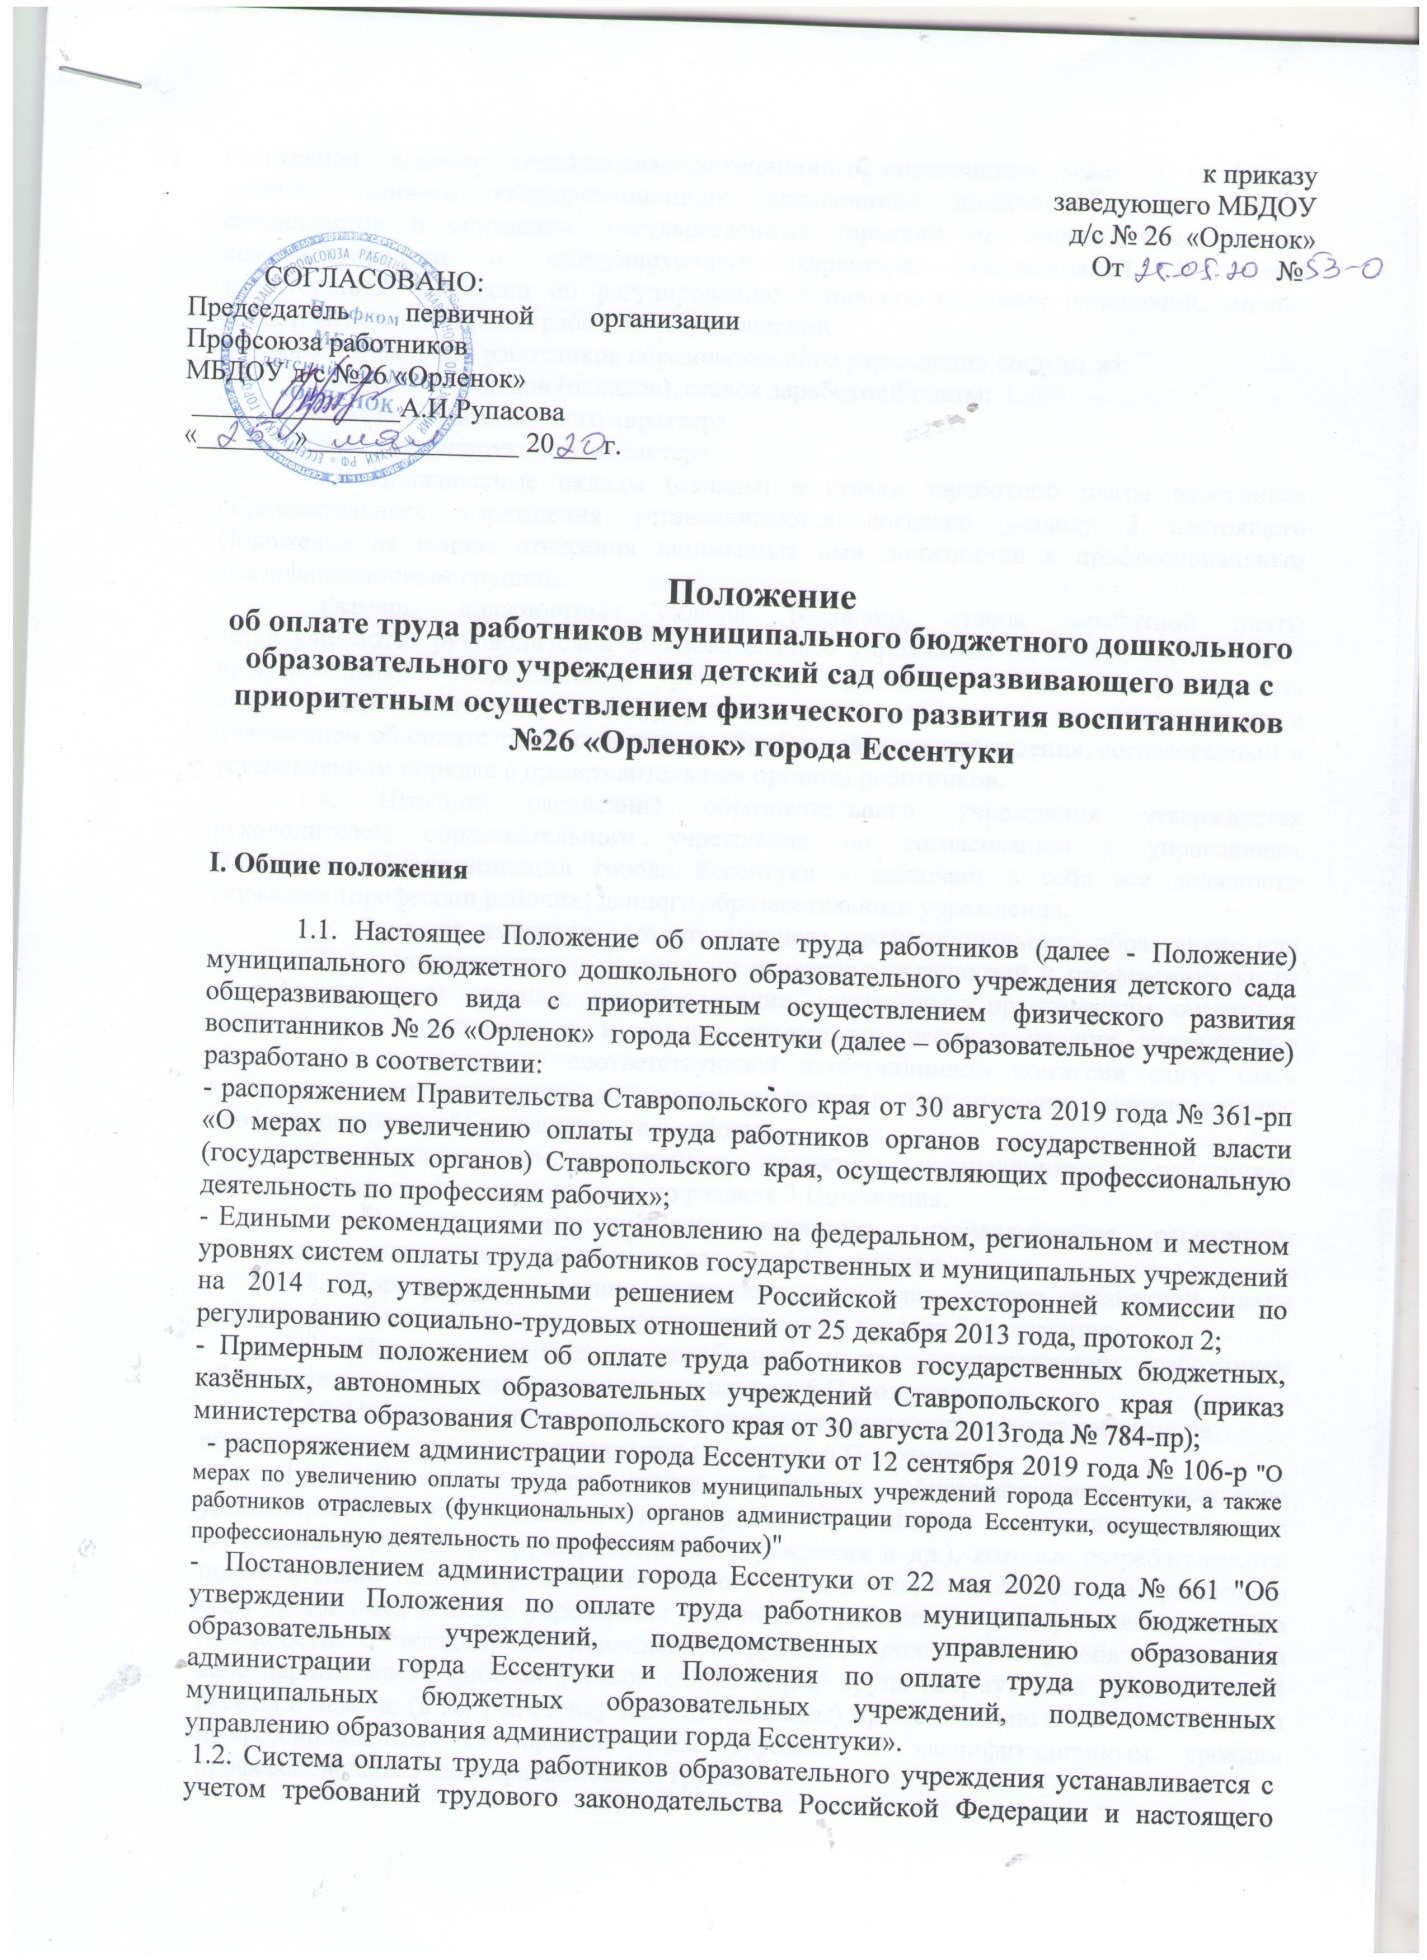 к приказу
заведующего МБДОУ
д/с № 26 «Орленок»
От 25.05.20 №53-О
СОГЛАСОВАНО:
Председатель первичной организации
Профсоюза работников
МБДОУ д/с №26 «Орленок»
А.И.Рупасова
«25» мая 2020 г.
Профком
МБДОУ
детский сад №26
«ОРЛЕНОК»
Положение
об оплате труда работников муниципального бюджетного дошкольного
образовательного учреждения детский сад общеразвивающего вида с
приоритетным осуществлением физического развития воспитанников
№26 «Орленок» города Ессентуки
I. Общие положения
1.1. Настоящее Положение об оплате труда работников (далее - Положение)
муниципального бюджетного дошкольного образовательного учреждения детского сада
общеразвивающего вида с приоритетным осуществлением физического развития
воспитанников № 26 «Орленок» города Ессентуки (далее – образовательное учреждение)
разработано в соответствии:
- распоряжением Правительства Ставропольского края от 30 августа 2019 года № 361-рп
«О мерах по увеличению оплаты труда работников органов государственной власти
(государственных органов) Ставропольского края, осуществляющих профессиональную
деятельность по профессиям рабочих»;
- Едиными рекомендациями по установлению на федеральном, региональном и местном
уровнях систем оплаты труда работников государственных и муниципальных учреждений
на 2014 год, утвержденными решением Российской трехсторонней комиссии по
регулированию социально-трудовых отношений от 25 декабря 2013 года, протокол 2;
- Примерным положением об оплате труда работников государственных бюджетных,
казённых, автономных образовательных учреждений Ставропольского края (приказ
министерства образования Ставропольского края от 30 августа 2013года № 784-пр);
- распоряжением администрации города Ессентуки от 12 сентября 2019 года № 106-р "О
мерах по увеличению оплаты труда работников муниципальных учреждений города Ессентуки, а также
работников отраслевых (функциональных) органов администрации города Ессентуки, осуществляющих
профессиональную деятельность по профессиям рабочих)"
- Постановлением администрации города Ессентуки от 22 мая 2020 года № 661 "Об
утверждении Положения по оплате труда работников муниципальных бюджетных
образовательных учреждений, подведомственных управлению образования
администрации горда Ессентуки и Положения по оплате труда руководителей
муниципальных бюджетных образовательных учреждений, подведомственных
управлению образования администрации горда Ессентуки».
1.2. Система оплаты труда работников образовательного учреждения устанавливается с
учетом требований трудового законодательства Российской Федерации и настоящего